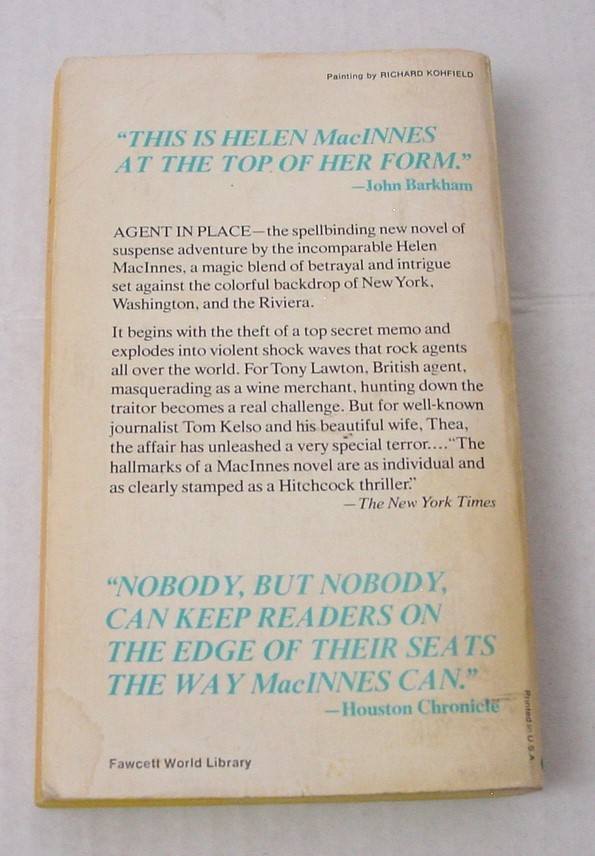 Painting by RICHARD KOHFIELD
“THIS IS HELEN MacINNES
AT THE TOP OF HER FORM.”
—John Barkham
AGENT IN PLACE—the spellbinding new novel of
suspense adventure by the incomparable Helen
MacInnes, a magic blend of betrayal and intrigue
set against the colorful backdrop of New York,
Washington, and the Riviera.
It begins with the theft of a top secret memo and
explodes into violent shock waves that rock agents
all over the world. For Tony Lawton, British agent,
masquerading as a wine merchant, hunting down the
traitor becomes a real challenge. But for well-known
journalist Tom Kelso and his beautiful wife, Thea,
the affair has unleashed a very special terror....“The
hallmarks of a MacInnes novel are as individual and
as clearly stamped as a Hitchcock thriller.”
—The New York Times
“NOBODY, BUT NOBODY,
CAN KEEP READERS ON
THE EDGE OF THEIR SEATS
THE WAY MacINNES CAN.”
—Houston Chronicle
Printed in U.S.A.
Fawcett World Library